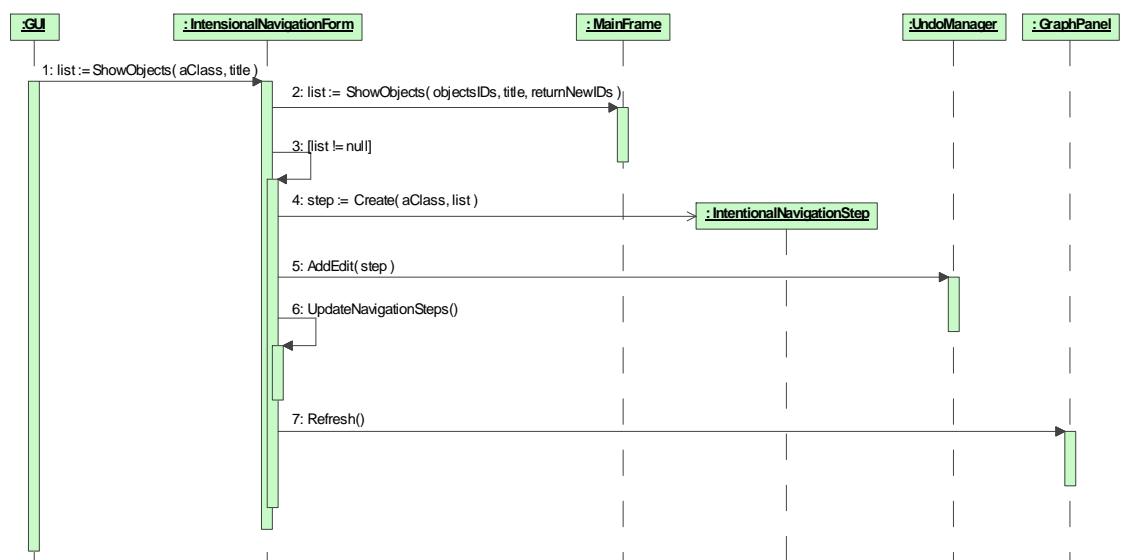 :GUI
: IntensionalNavigationForm
: MainFrame
:UndoManager
: GraphPanel
1: list := ShowObjects( aClass, title )
2: list := ShowObjects( objectsIDs, title, returnNewIDs )
3: [list != null]
4: step := Create( aClass, list )
: IntentionalNavigationStep
5: AddEdit( step )
6: UpdateNavigationSteps()
7: Refresh()